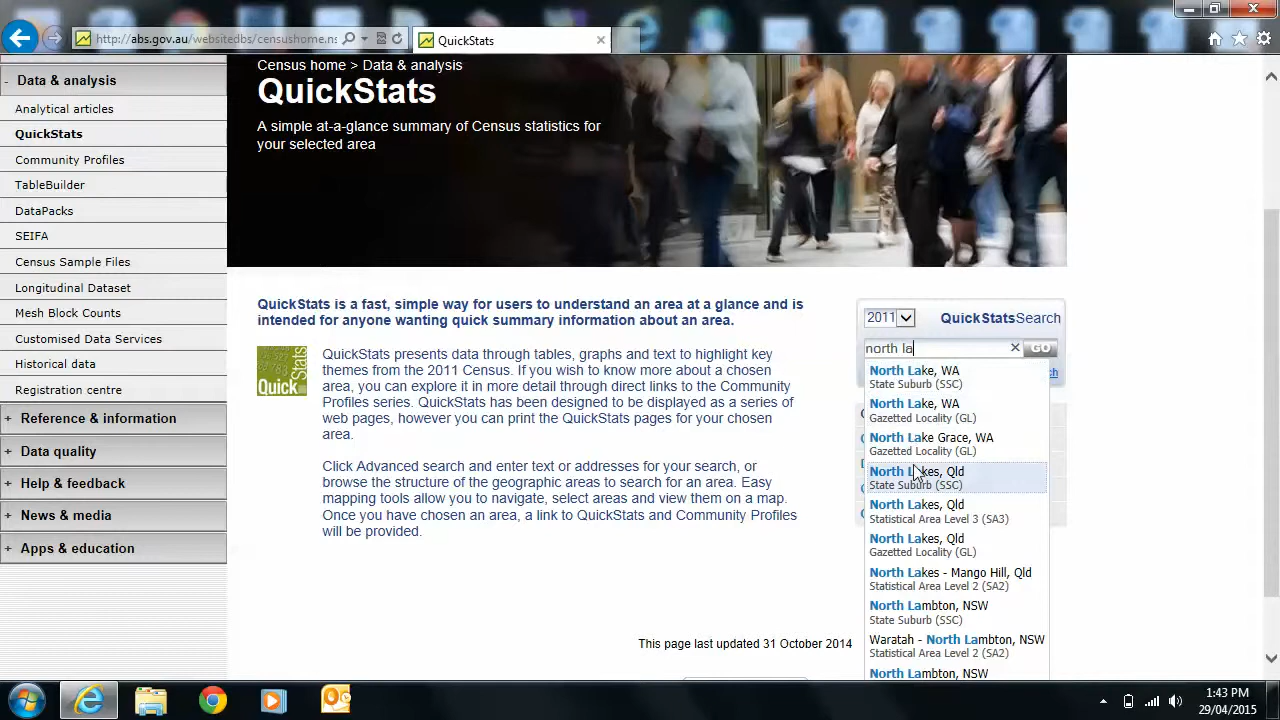 http://abs.gov.au/websitedbs/censushome.ns
QuickStats
Data & analysis
Analytical articles
QuickStats
Community Profiles
TableBuilder
DataPacks
SEIFA
Census Sample Files
Longitudinal Dataset
Mesh Block Counts
Customised Data Services
Historical data
Registration centre
+ Reference & information
+ Data quality
+ Help & feedback
+ News & media
+ Apps & education
Census home > Data & analysis
QuickStats
A simple at-a-glance summary of Census statistics for
your selected area
QuickStats is a fast, simple way for users to understand an area at a glance and is
intended for anyone wanting quick summary information about an area.
Quick Stats
QuickStats presents data through tables, graphs and text to highlight key
themes from the 2011 Census. If you wish to know more about a chosen
area, you can explore it in more detail through direct links to the Community
Profiles series. QuickStats has been designed to be displayed as a series of
web pages, however you can print the QuickStats pages for your chosen
area.
Click Advanced search and enter text or addresses for your search, or
browse the structure of the geographic areas to search for an area. Easy
mapping tools allow you to navigate, select areas and view them on a map.
Once you have chosen an area, a link to QuickStats and Community Profiles
will be provided.
This page last updated 31 October 2014
2011 QuickStatsSearch
north la GO
North Lake, WA
State Suburb (SSC)
North Lake, WA
Gazetted Locality (GL)
North Lake Grace, WA
Gazetted Locality (GL)
North Lakes, Qld
State Suburb (SSC)
North Lakes, Qld
Statistical Area Level 3 (SA3)
North Lakes, Qld
Gazetted Locality (GL)
North Lakes - Mango Hill, Qld
Statistical Area Level 2 (SA2)
North Lambton, NSW
State Suburb (SSC)
Waratah - North Lambton, NSW
Statistical Area Level 2 (SA2)
North Lambton, NSW
1:43 PM
29/04/2015